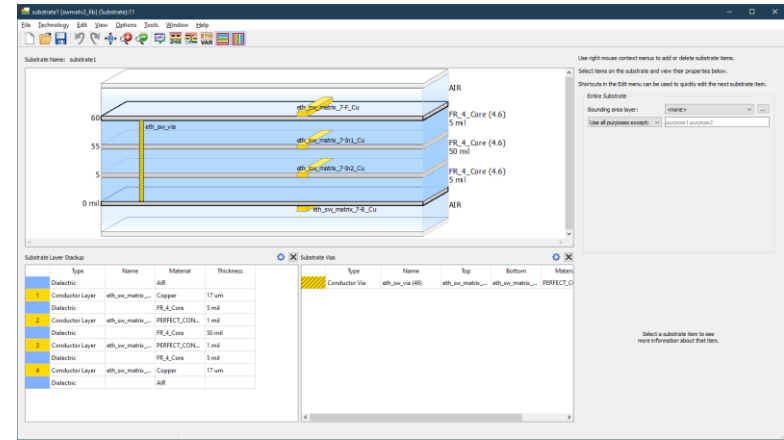 substrate1 [swmatx2_lib] (Substrate):11
File Technology Edit View Options Tools Window Help
Substrate Name: substrate1
Use right mouse context menus to add or delete substrate items.
Select items on the substrate and view their properties below.
Shortcuts in the Edit menu can be used to quickly edit the next substrate item.
Entire Substrate
Bounding area layer: <none> ...
Use all purposes except: purpose1 purpose2
AIR
eth_sw_matrix_7-F_Cu
60
FR_4_Core (4.6)
5 mil
eth_sw_via
eth_sw_matrix_7-In1_Cu
55
FR_4_Core (4.6)
50 mil
eth_sw_matrix_7-In2_Cu
5
FR_4_Core (4.6)
5 mil
0 mil
AIR
eth_sw_matrix_7-B_Cu
Substrate Layer Stackup
Type Name Material Thickness
Dielectric AIR
1 Conductor Layer eth_sw_matrix_... Copper 17 um
Dielectric FR_4_Core 5 mil
2 Conductor Layer eth_sw_matrix_... PERFECT_CON... 1 mil
Dielectric FR_4_Core 50 mil
3 Conductor Layer eth_sw_matrix_... PERFECT_CON... 1 mil
Dielectric FR_4_Core 5 mil
4 Conductor Layer eth_sw_matrix_... Copper 17 um
Dielectric AIR
Substrate Vias
Type Name Top Bottom Materi
Conductor Via eth_sw_via (46) eth_sw_matrix_... eth_sw_matrix_... PERFECT_C
Select a substrate item to see
more information about that item.